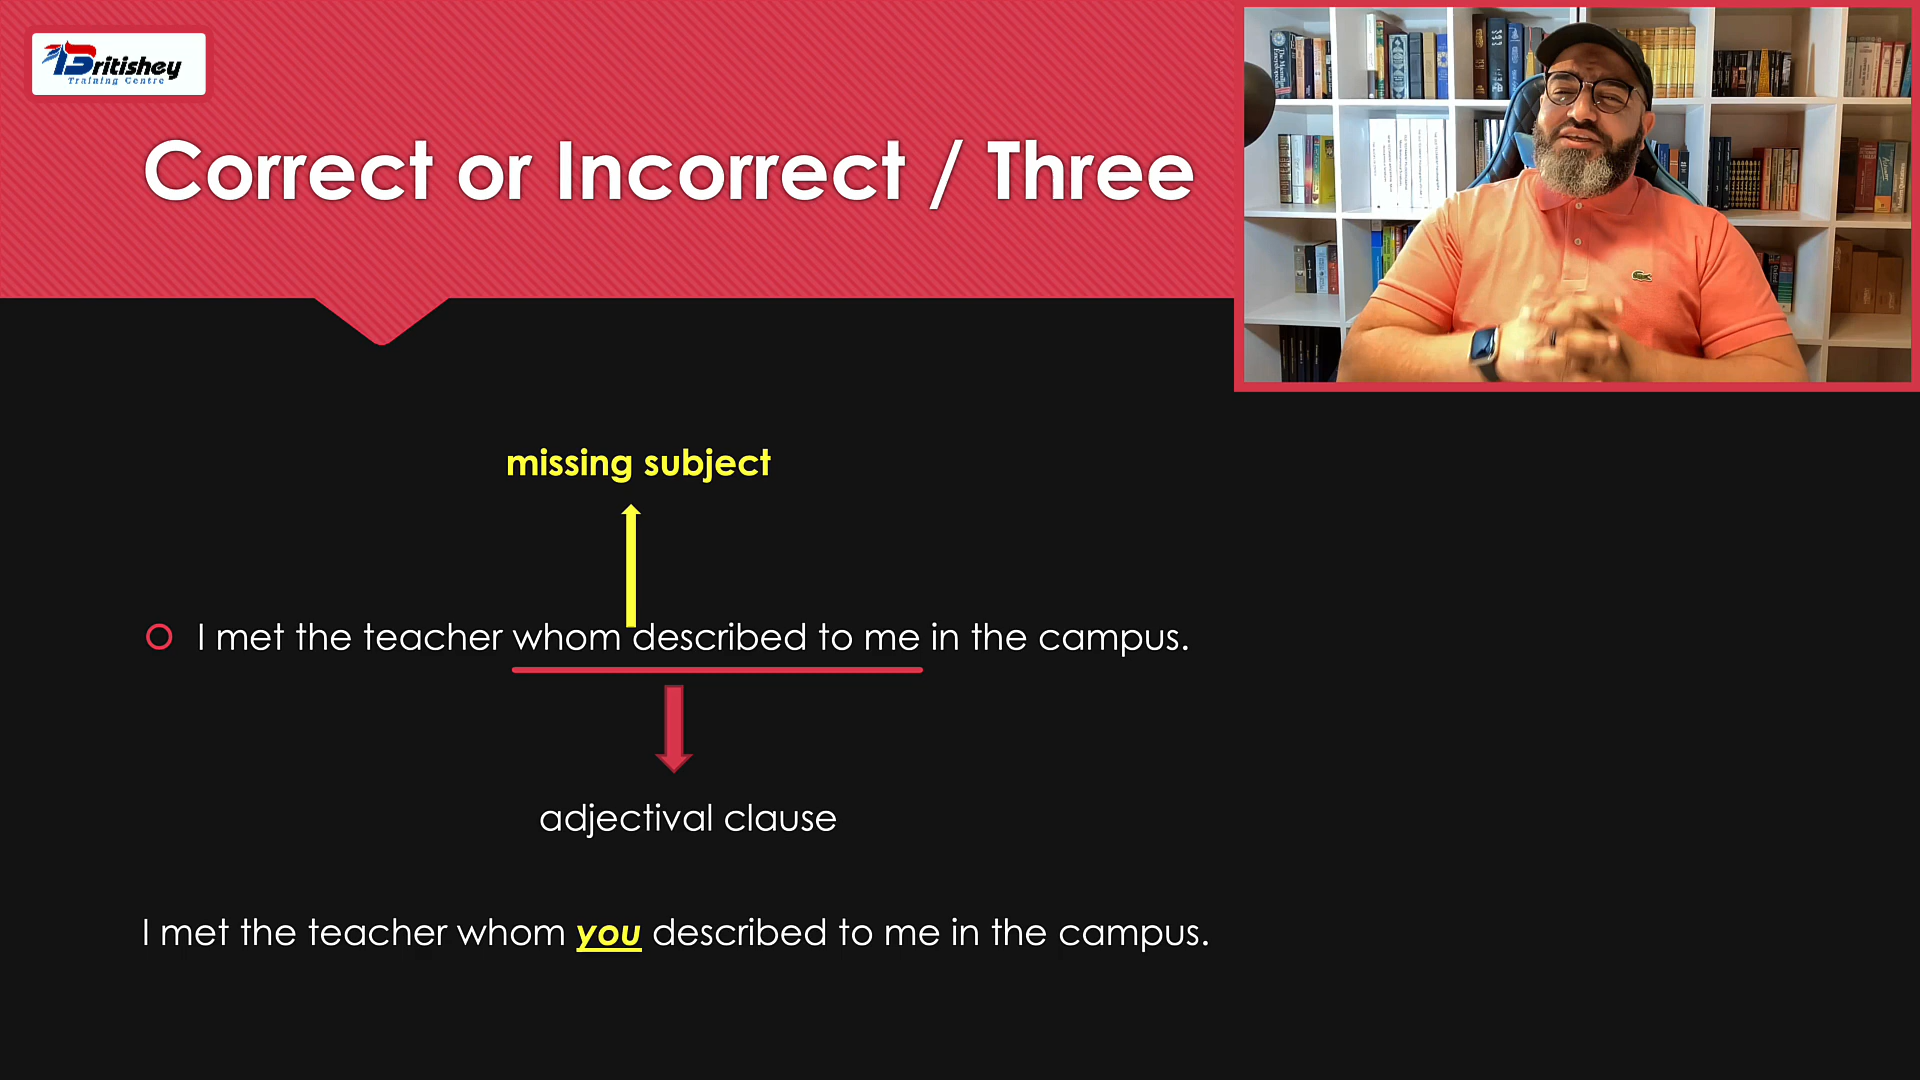 Britishey
Training Centre
Correct or Incorrect / Three
missing subject
I met the teacher whom described to me in the campus.
adjectival clause
I met the teacher whom you described to me in the campus.